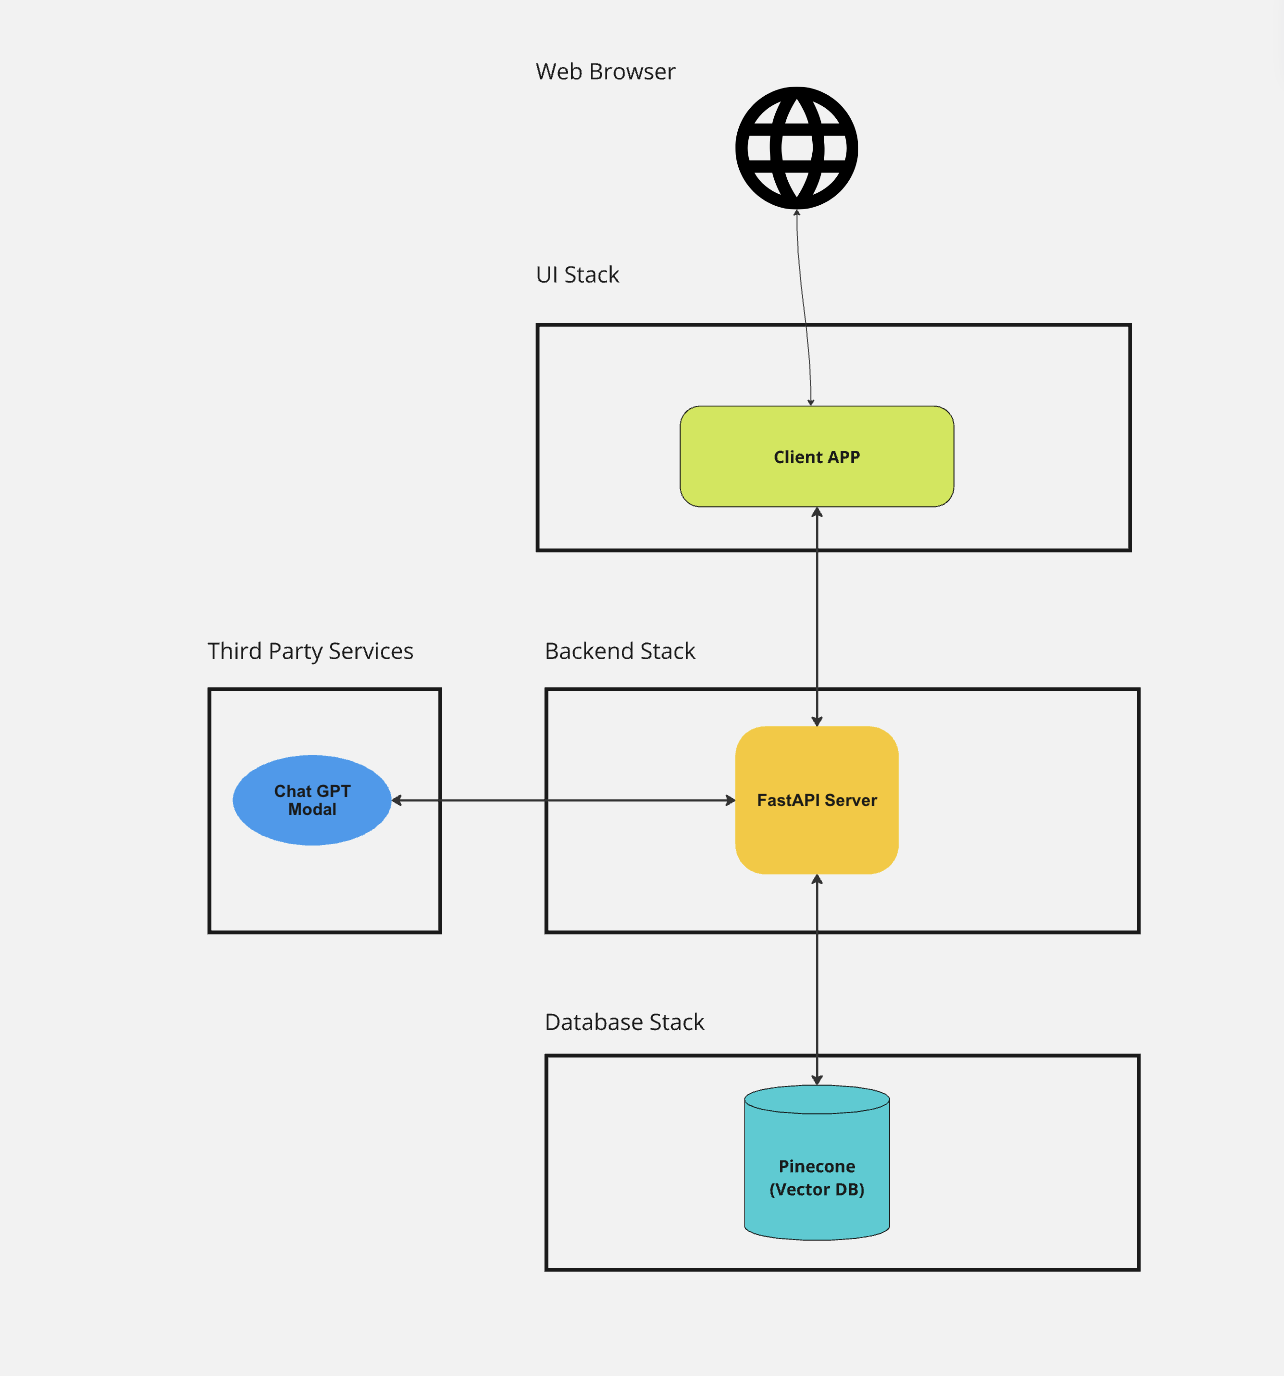 Web Browser
UI Stack
Client APP
Third Party Services
Backend Stack
Chat GPT
Modal
FastAPI Server
Database Stack
Pinecone
(Vector DB)